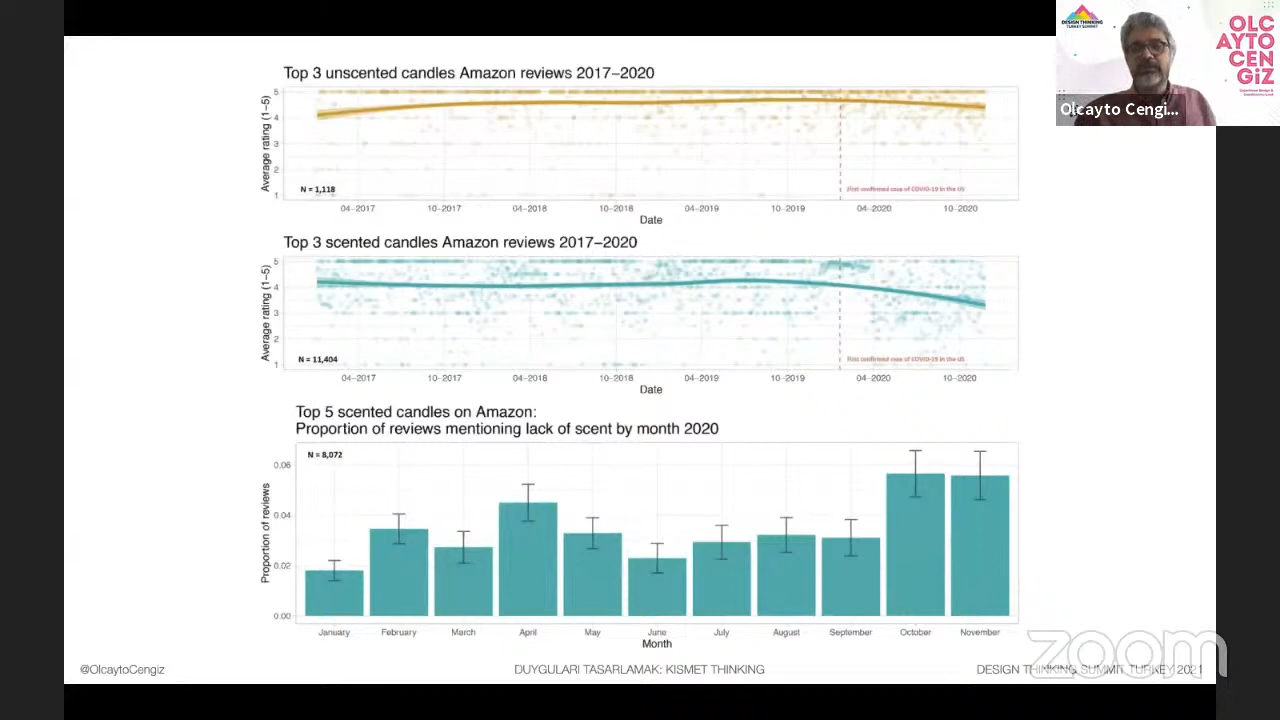 DESIGN THINKING
TURKEY SUMMIT
OLC
AYTO
CEN
GiZ
Olcayto Cengi...
Top 3 unscented candles Amazon reviews 2017–2020
Average rating (1–5)
5
4
3
2
1
N = 1,118
First confirmed case of COVID-19 in the US
04–2017
10–2017
04–2018
10–2018
04–2019
10–2019
04–2020
10–2020
Date
Top 3 scented candles Amazon reviews 2017–2020
Average rating (1–5)
5
4
3
2
1
N = 11,404
First confirmed case of COVID-19 in the US
04–2017
10–2017
04–2018
10–2018
04–2019
10–2019
04–2020
10–2020
Date
Top 5 scented candles on Amazon:
Proportion of reviews mentioning lack of scent by month 2020
N = 8,072
Proportion of reviews
0.06
0.04
0.02
0.00
January
February
March
April
May
June
July
August
September
October
November
Month
zoom
@OlcaytoCengiz
DUYGULARI TASARLAMAK: KISMET THINKING
DESIGN THINKING SUMMIT TURKEY 2021